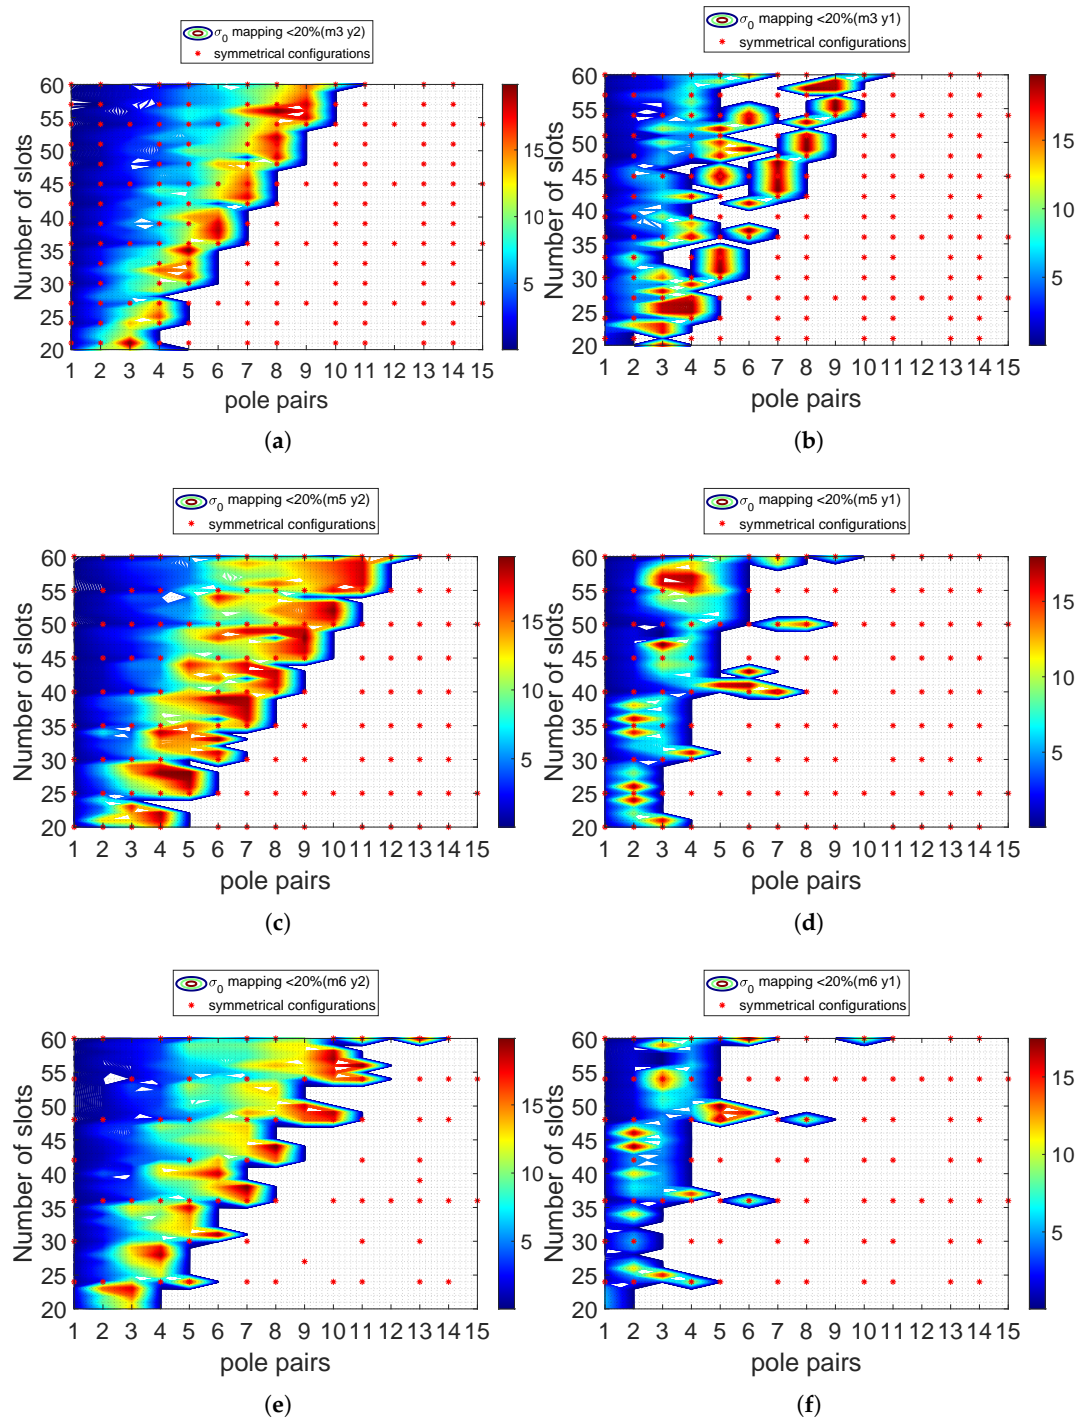 σ0 mapping <20%(m3 y2)
symmetrical configurations
60
55
50
45
40
35
30
25
20
Number of slots
1 2 3 4 5 6 7 8 9 10 11 12 13 14 15
pole pairs
15
10
5
(a)
σ0 mapping <20%(m3 y1)
symmetrical configurations
60
55
50
45
40
35
30
25
20
Number of slots
1 2 3 4 5 6 7 8 9 10 11 12 13 14 15
pole pairs
15
10
5
(b)
σ0 mapping <20%(m5 y2)
symmetrical configurations
60
55
50
45
40
35
30
25
20
Number of slots
1 2 3 4 5 6 7 8 9 10 11 12 13 14 15
pole pairs
15
10
5
(c)
σ0 mapping <20%(m5 y1)
symmetrical configurations
60
55
50
45
40
35
30
25
20
Number of slots
1 2 3 4 5 6 7 8 9 10 11 12 13 14 15
pole pairs
15
10
5
(d)
σ0 mapping <20%(m6 y2)
symmetrical configurations
60
55
50
45
40
35
30
25
20
Number of slots
1 2 3 4 5 6 7 8 9 10 11 12 13 14 15
pole pairs
15
10
5
(e)
σ0 mapping <20%(m6 y1)
symmetrical configurations
60
55
50
45
40
35
30
25
20
Number of slots
1 2 3 4 5 6 7 8 9 10 11 12 13 14 15
pole pairs
15
10
5
(f)